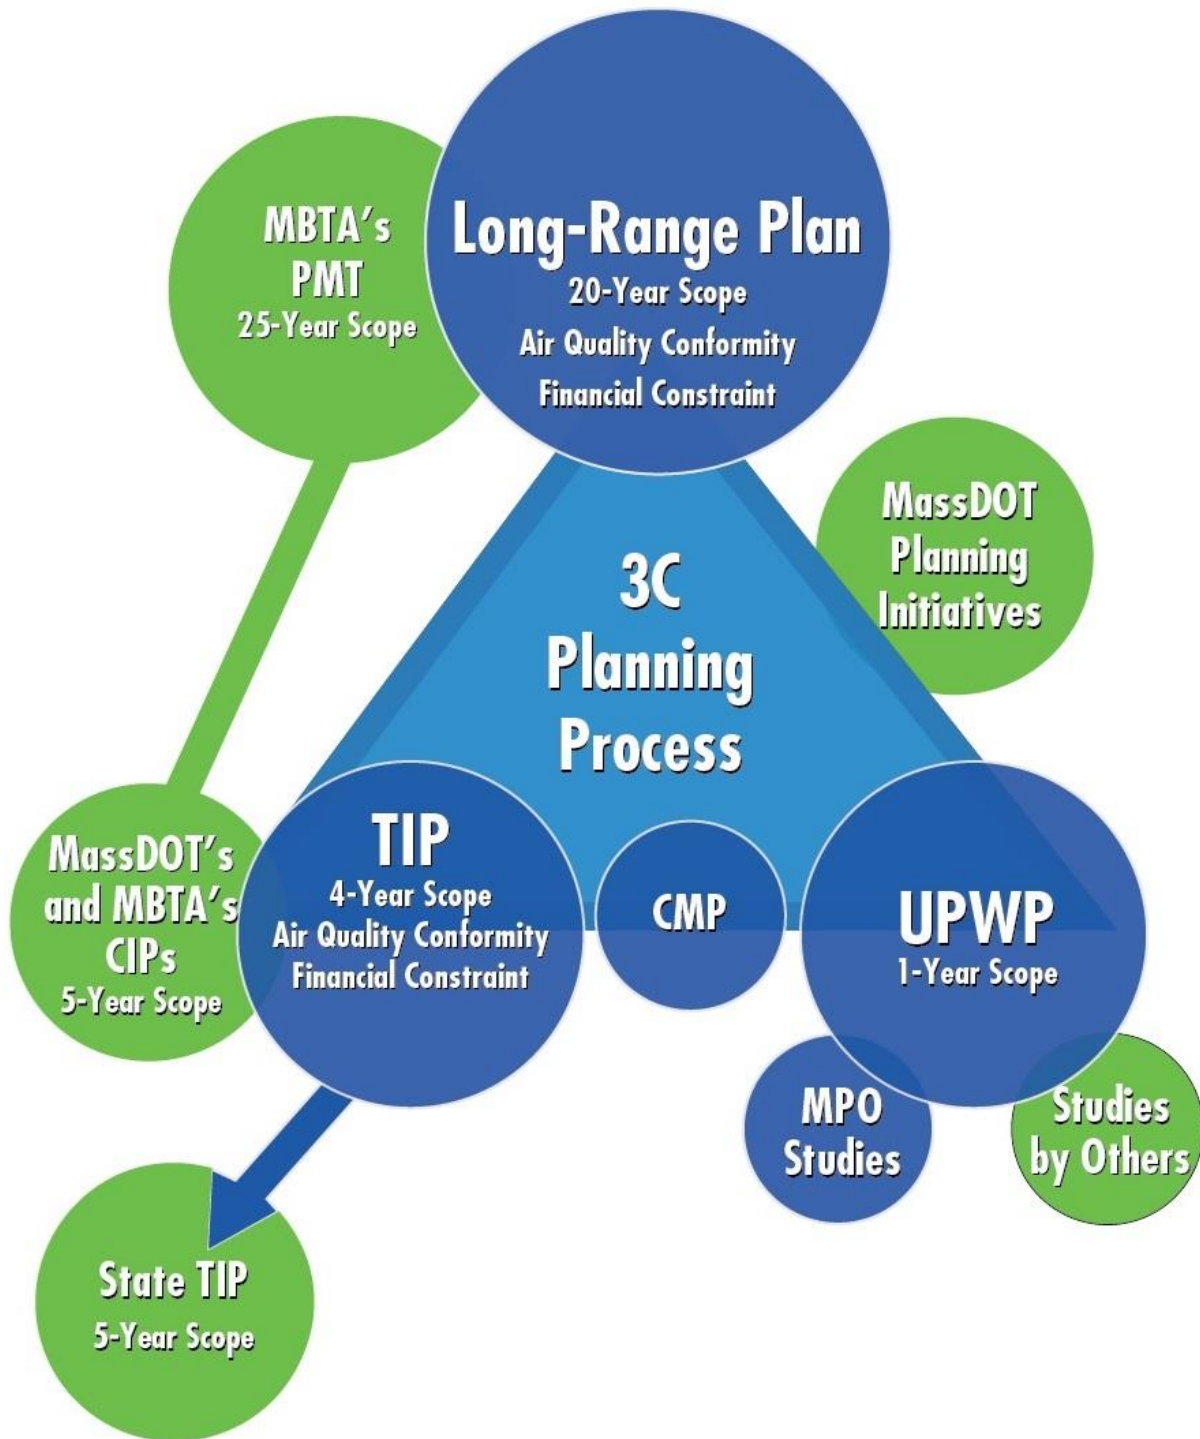 MBTA's
PMT
25-Year Scope
Long-Range Plan
20-Year Scope
Air Quality Conformity
Financial Constraint
MassDOT
Planning
Initiatives
3C
Planning
Process
MassDOT's
and MBTA's
CIPs
5-Year Scope
TIP
4-Year Scope
Air Quality Conformity
Financial Constraint
CMP
UPWP
1-Year Scope
MPO
Studies
Studies
by Others
State TIP
5-Year Scope